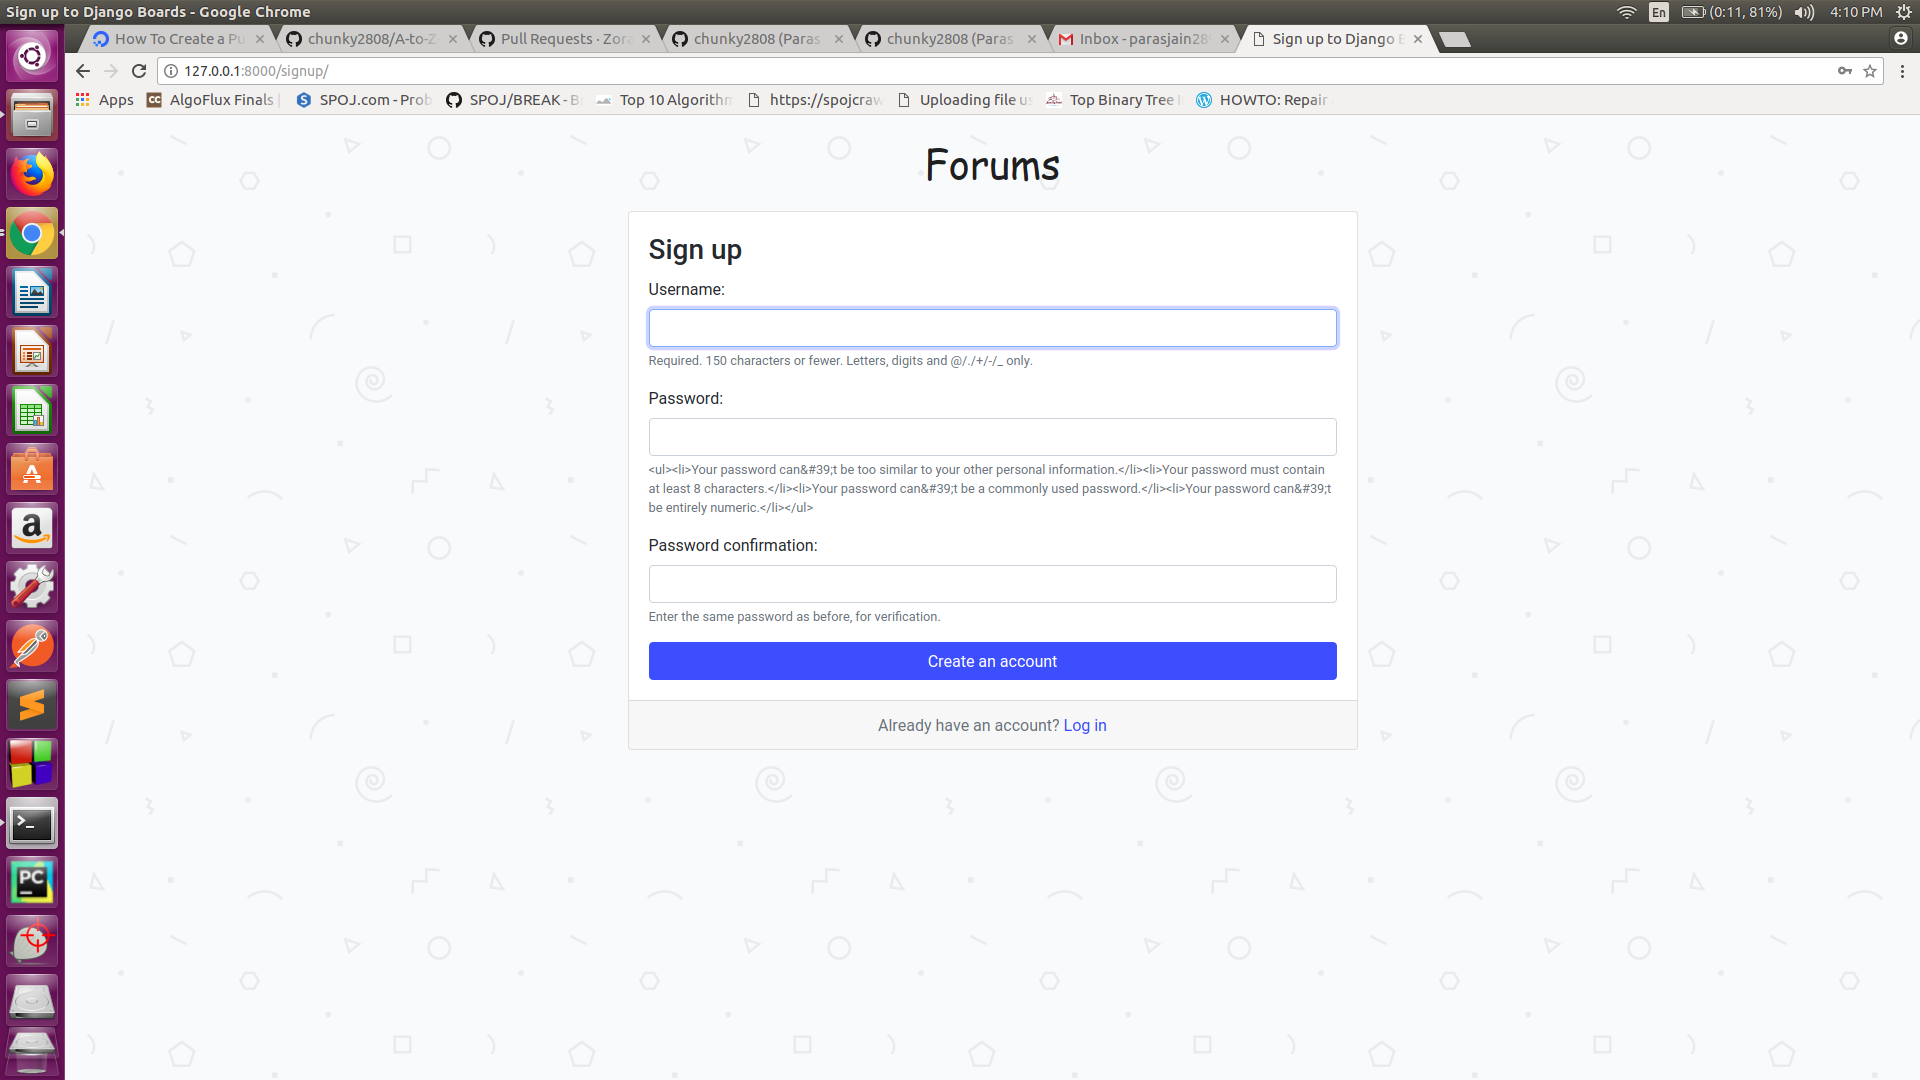 Sign up to Django Boards - Google Chrome
En
(0:11, 81%)
4:10 PM
How To Create a Pu
chunky2808/A-to-Z
Pull Requests · Zora
chunky2808 (Paras
chunky2808 (Paras
Inbox - parasjain28
Sign up to Django B
127.0.0.1:8000/signup/
Apps
AlgoFlux Finals
SPOJ.com - Prob
SPOJ/BREAK - B
Top 10 Algorithm
https://spojcraw
Uploading file us
Top Binary Tree
HOWTO: Repair
Forums
Sign up
Username:
Required. 150 characters or fewer. Letters, digits and @/./+/-/_ only.
Password:
<ul><li>Your password can&#39;t be too similar to your other personal information.</li><li>Your password must contain
at least 8 characters.</li><li>Your password can&#39;t be a commonly used password.</li><li>Your password can&#39;t
be entirely numeric.</li></ul>
Password confirmation:
Enter the same password as before, for verification.
Create an account
Already have an account? Log in